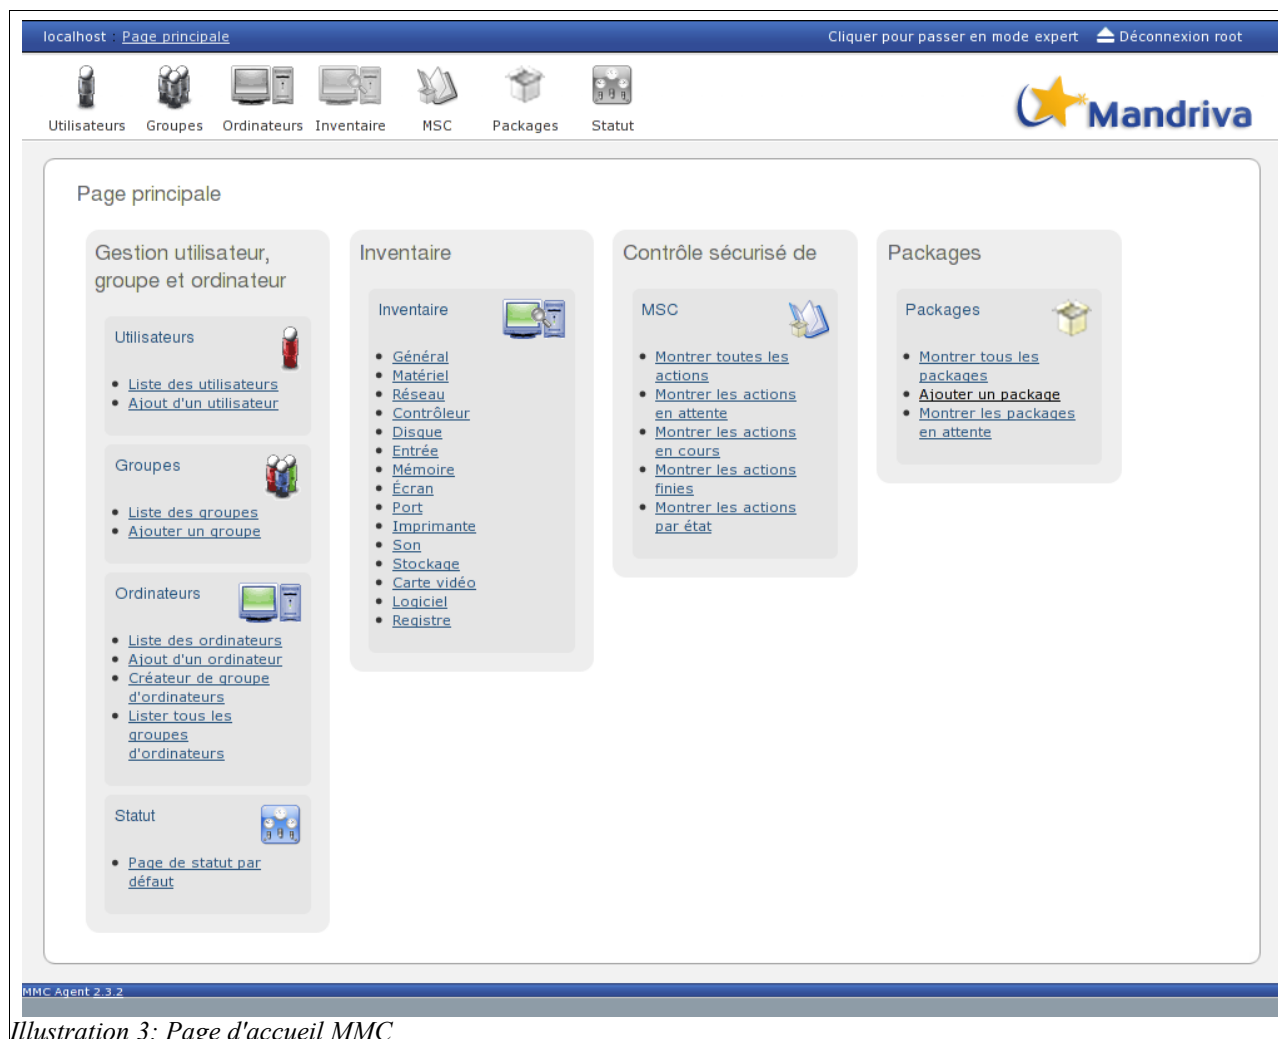 localhost : Page principale
Cliquer pour passer en mode expert
Déconnexion root
Utilisateurs
Groupes
Ordinateurs
Inventaire
MSC
Packages
Statut
Mandriva
Page principale
Gestion utilisateur,
groupe et ordinateur
Utilisateurs
Liste des utilisateurs
Ajout d'un utilisateur
Groupes
Liste des groupes
Ajouter un groupe
Ordinateurs
Liste des ordinateurs
Ajout d'un ordinateur
Créateur de groupe
d'ordinateurs
Lister tous les
groupes
d'ordinateurs
Statut
Page de statut par
défaut
Inventaire
Inventaire
Général
Matériel
Réseau
Contrôleur
Disque
Entrée
Mémoire
Écran
Port
Imprimante
Son
Stockage
Carte vidéo
Logiciel
Registre
Contrôle sécurisé de
MSC
Montrer toutes les
actions
Montrer les actions
en attente
Montrer les actions
en cours
Montrer les actions
finies
Montrer les actions
par état
Packages
Packages
Montrer tous les
packages
Ajouter un package
Montrer les packages
en attente
MMC Agent 2.3.2
Illustration 3: Page d'accueil MMC